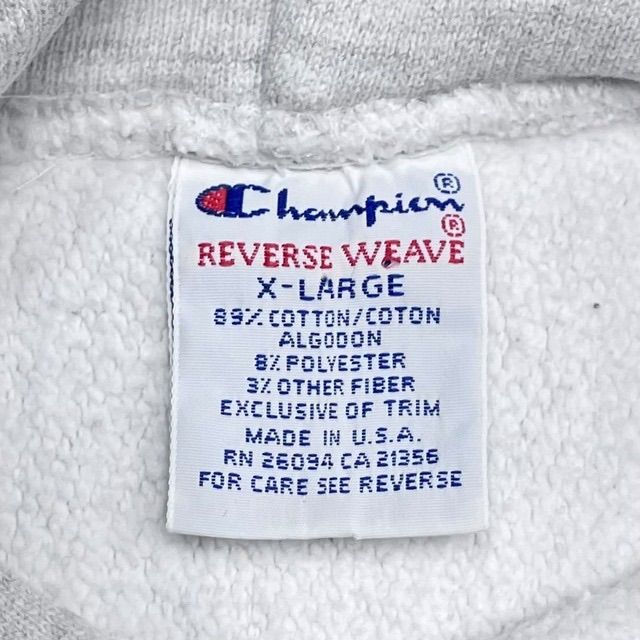 Champion®
REVERSE WEAVE®
X-LARGE
89% COTTON/COTON
ALGODON
8% POLYESTER
3% OTHER FIBER
EXCLUSIVE OF TRIM
MADE IN U.S.A.
RN 26094 CA 21356
FOR CARE SEE REVERSE